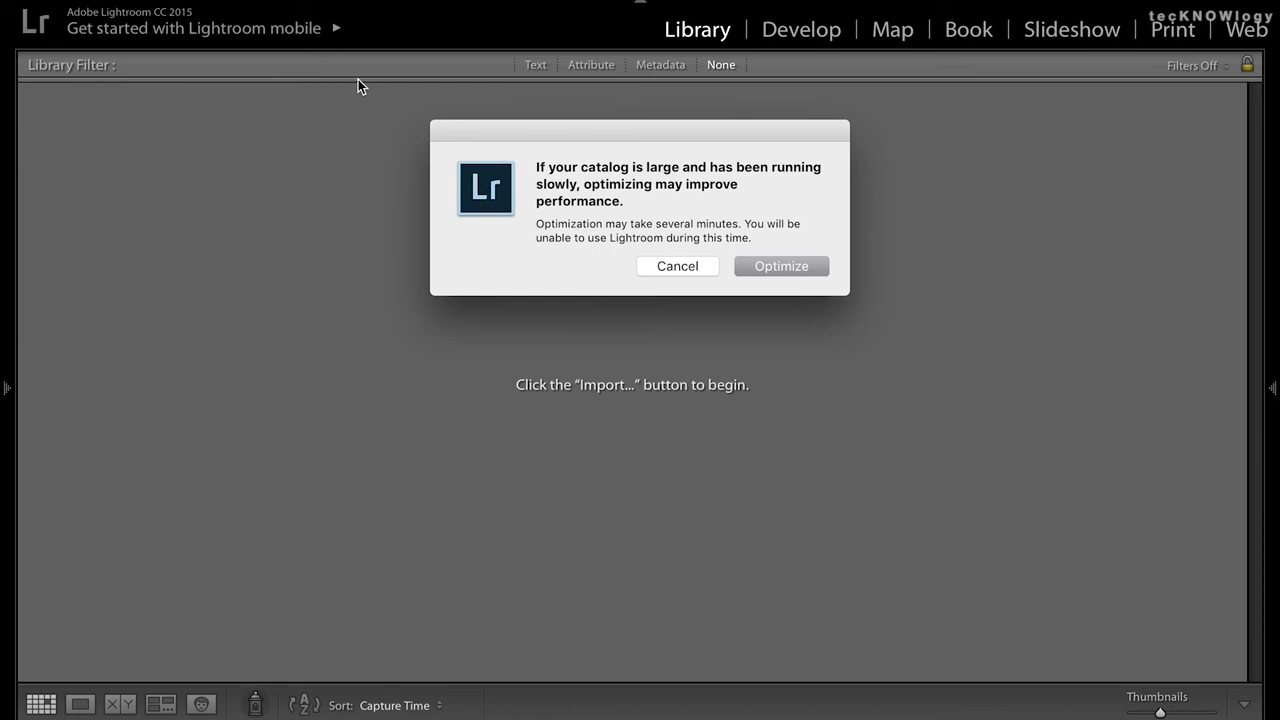 Lr
Adobe Lightroom CC 2015
Get started with Lightroom mobile
Library
Develop
Map
Book
Slideshow
Print
Web
tecKNOWlogy
Library Filter :
Text
Attribute
Metadata
None
Filters Off
Lr
If your catalog is large and has been running
slowly, optimizing may improve
performance.
Optimization may take several minutes. You will be
unable to use Lightroom during this time.
Cancel
Optimize
Click the “Import...” button to begin.
XY
AZ
Sort: Capture Time
Thumbnails